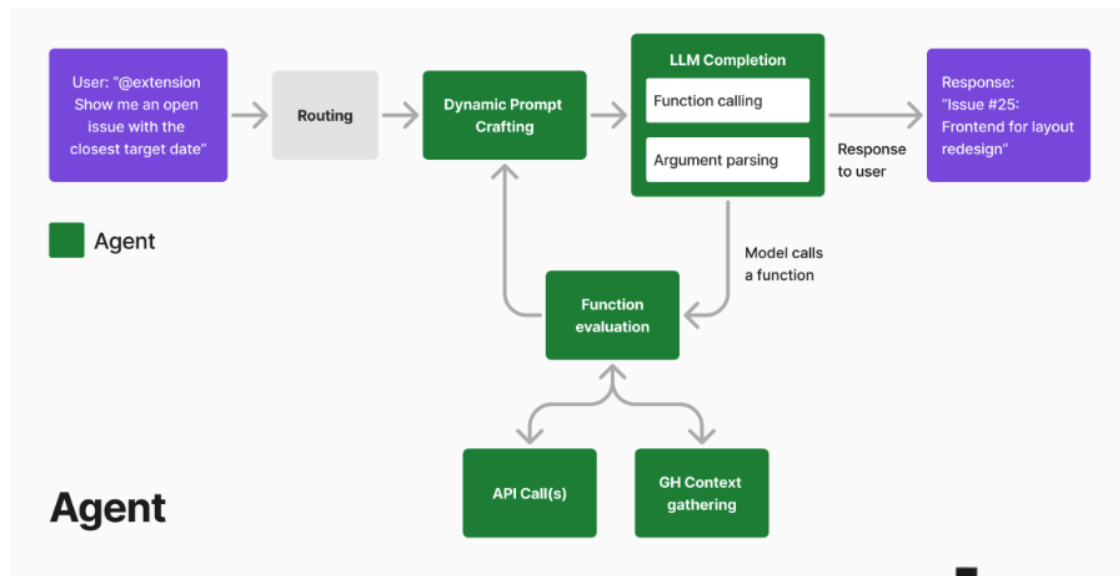 User: "@extension
Show me an open
issue with the
closest target date"
Routing
Dynamic Prompt
Crafting
LLM Completion
Function calling
Argument parsing
Response
to user
Response:
"Issue #25:
Frontend for layout
redesign"
Agent
Model calls
a function
Function
evaluation
API Call(s)
GH Context
gathering
Agent